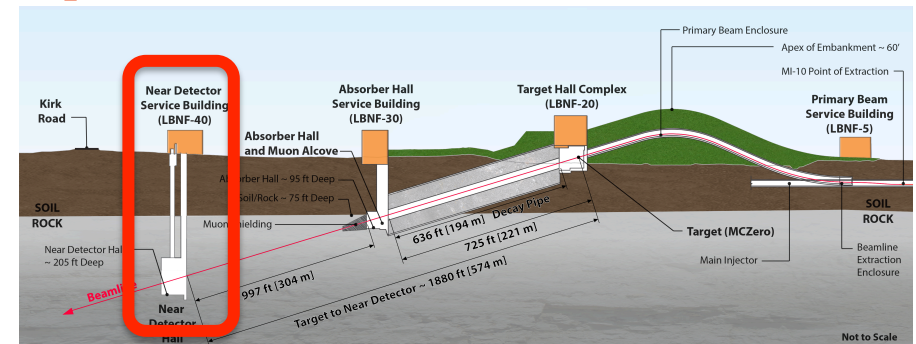 Primary Beam Enclosure
Apex of Embankment ~ 60'
MI-10 Point of Extraction
Near Detector
Service Building
(LBNF-40)
Absorber Hall
Service Building
(LBNF-30)
Target Hall Complex
(LBNF-20)
Primary Beam
Service Building
(LBNF-5)
Kirk
Road
Absorber Hall
and Muon Alcove
Absorber Hall ~ 95 ft Deep
Soil/Rock ~ 75 ft Deep
Muon Shielding
SOIL
ROCK
SOIL
ROCK
636 ft [194 m] Decay Pipe
725 ft [221 m]
Target (MCZero)
Main Injector
Beamline
Extraction
Enclosure
Near Detector Hall
~ 205 ft Deep
997 ft [304 m]
Target to Near Detector ~ 1880 ft [574 m]
Beamline
Near
Detector
Hall
Not to Scale